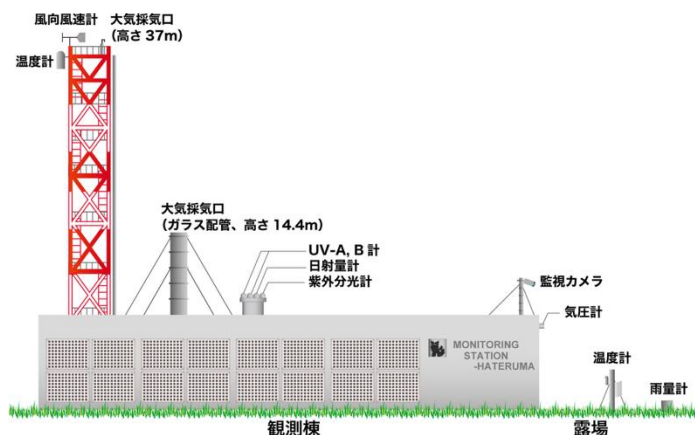 風向風速計
大気採気口
(高さ 37m)
温度計
大気採気口
(ガラス配管、高さ 14.4m)
UV-A, B 計
日射量計
紫外分光計
監視カメラ
気圧計
MONITORING
STATION
-HATERUMA
温度計
雨量計
観測棟
露場